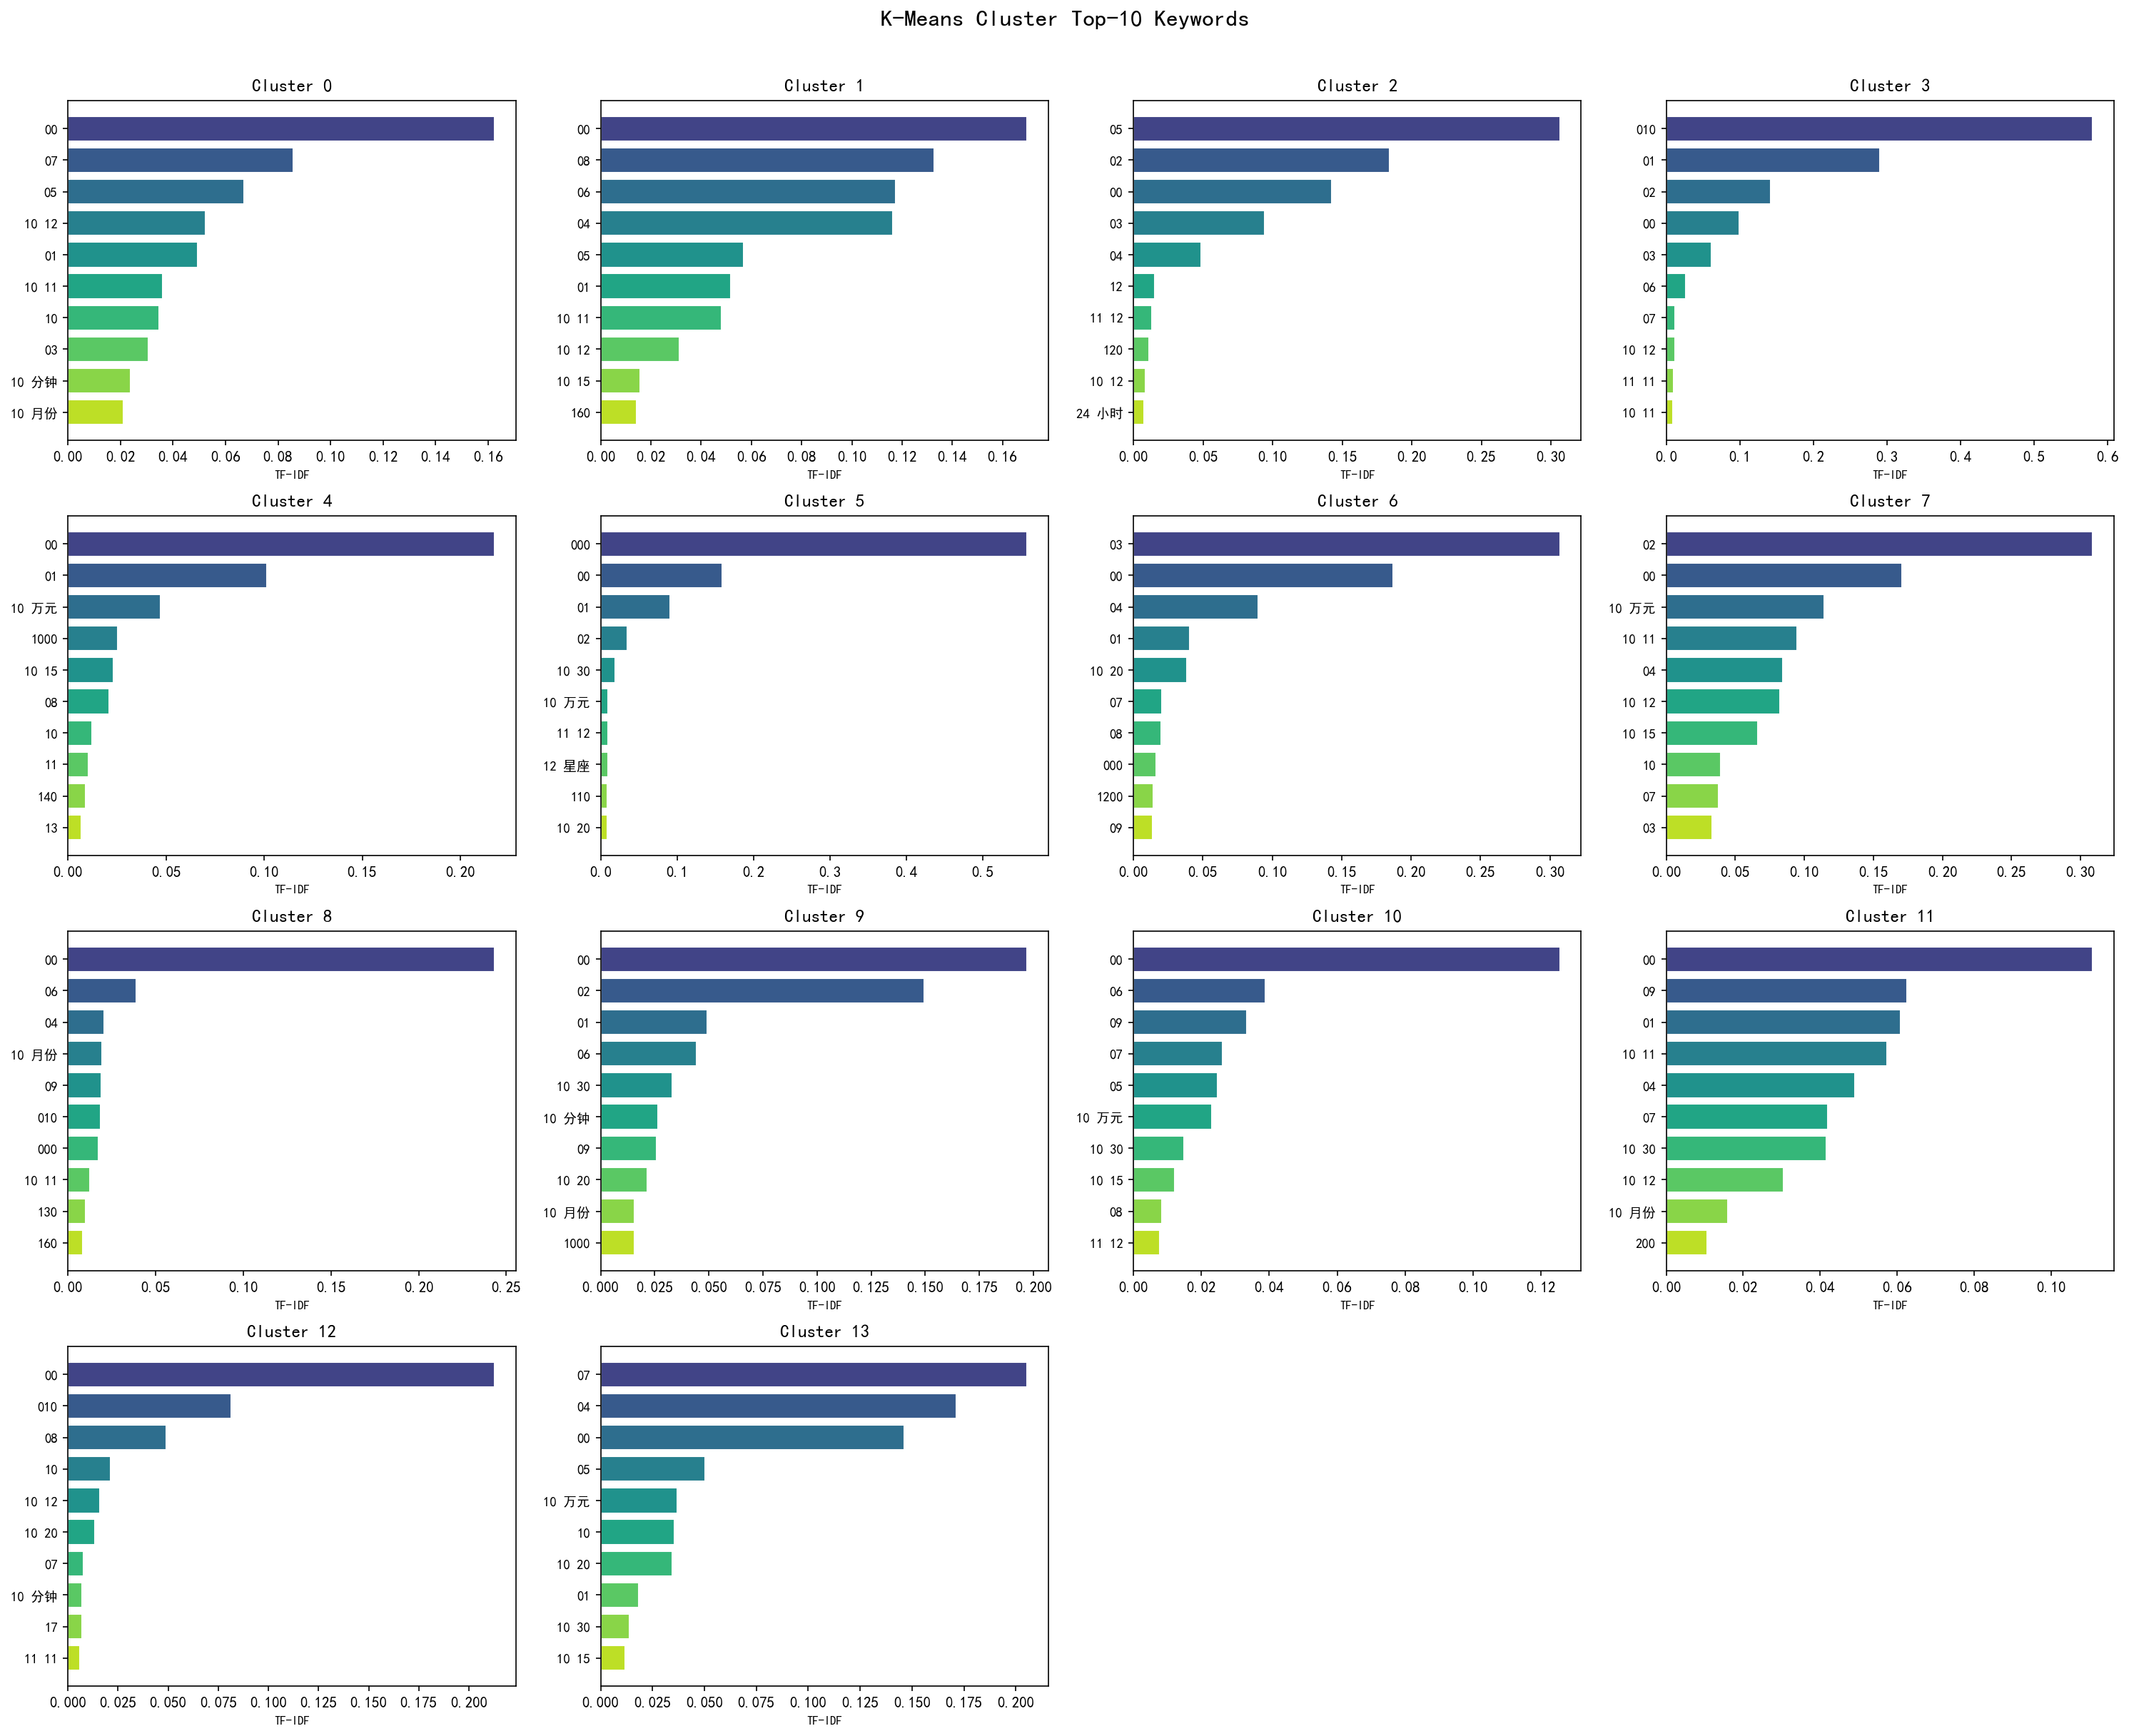 K-Means Cluster Top-10 Keywords
Cluster 0
00
07
05
10 12
01
10 11
10
03
10 分钟
10 月份
0.00 0.02 0.04 0.06 0.08 0.10 0.12 0.14 0.16
TF-IDF
Cluster 1
00
08
06
04
05
01
10 11
10 12
10 15
160
0.00 0.02 0.04 0.06 0.08 0.10 0.12 0.14 0.16
TF-IDF
Cluster 2
05
02
00
03
04
12
11 12
120
10 12
24 小时
0.00 0.05 0.10 0.15 0.20 0.25 0.30
TF-IDF
Cluster 3
010
01
02
00
03
06
07
10 12
11 11
10 11
0.0 0.1 0.2 0.3 0.4 0.5 0.6
TF-IDF
Cluster 4
00
01
10 万元
1000
10 15
08
10
11
140
13
0.00 0.05 0.10 0.15 0.20
TF-IDF
Cluster 5
000
00
01
02
10 30
10 万元
11 12
12 星座
110
10 20
0.0 0.1 0.2 0.3 0.4 0.5
TF-IDF
Cluster 6
03
00
04
01
10 20
07
08
000
1200
09
0.00 0.05 0.10 0.15 0.20 0.25 0.30
TF-IDF
Cluster 7
02
00
10 万元
10 11
04
10 12
10 15
10
07
03
0.00 0.05 0.10 0.15 0.20 0.25 0.30
TF-IDF
Cluster 8
00
06
04
10 月份
09
010
000
10 11
130
160
0.00 0.05 0.10 0.15 0.20 0.25
TF-IDF
Cluster 9
00
02
01
06
10 30
10 分钟
09
10 20
10 月份
1000
0.000 0.025 0.050 0.075 0.100 0.125 0.150 0.175 0.200
TF-IDF
Cluster 10
00
06
09
07
05
10 万元
10 30
10 15
08
11 12
0.00 0.02 0.04 0.06 0.08 0.10 0.12
TF-IDF
Cluster 11
00
09
01
10 11
04
07
10 30
10 12
10 月份
200
0.00 0.02 0.04 0.06 0.08 0.10
TF-IDF
Cluster 12
00
010
08
10
10 12
10 20
07
10 分钟
17
11 11
0.000 0.025 0.050 0.075 0.100 0.125 0.150 0.175 0.200
TF-IDF
Cluster 13
07
04
00
05
10 万元
10
10 20
01
10 30
10 15
0.000 0.025 0.050 0.075 0.100 0.125 0.150 0.175 0.200
TF-IDF